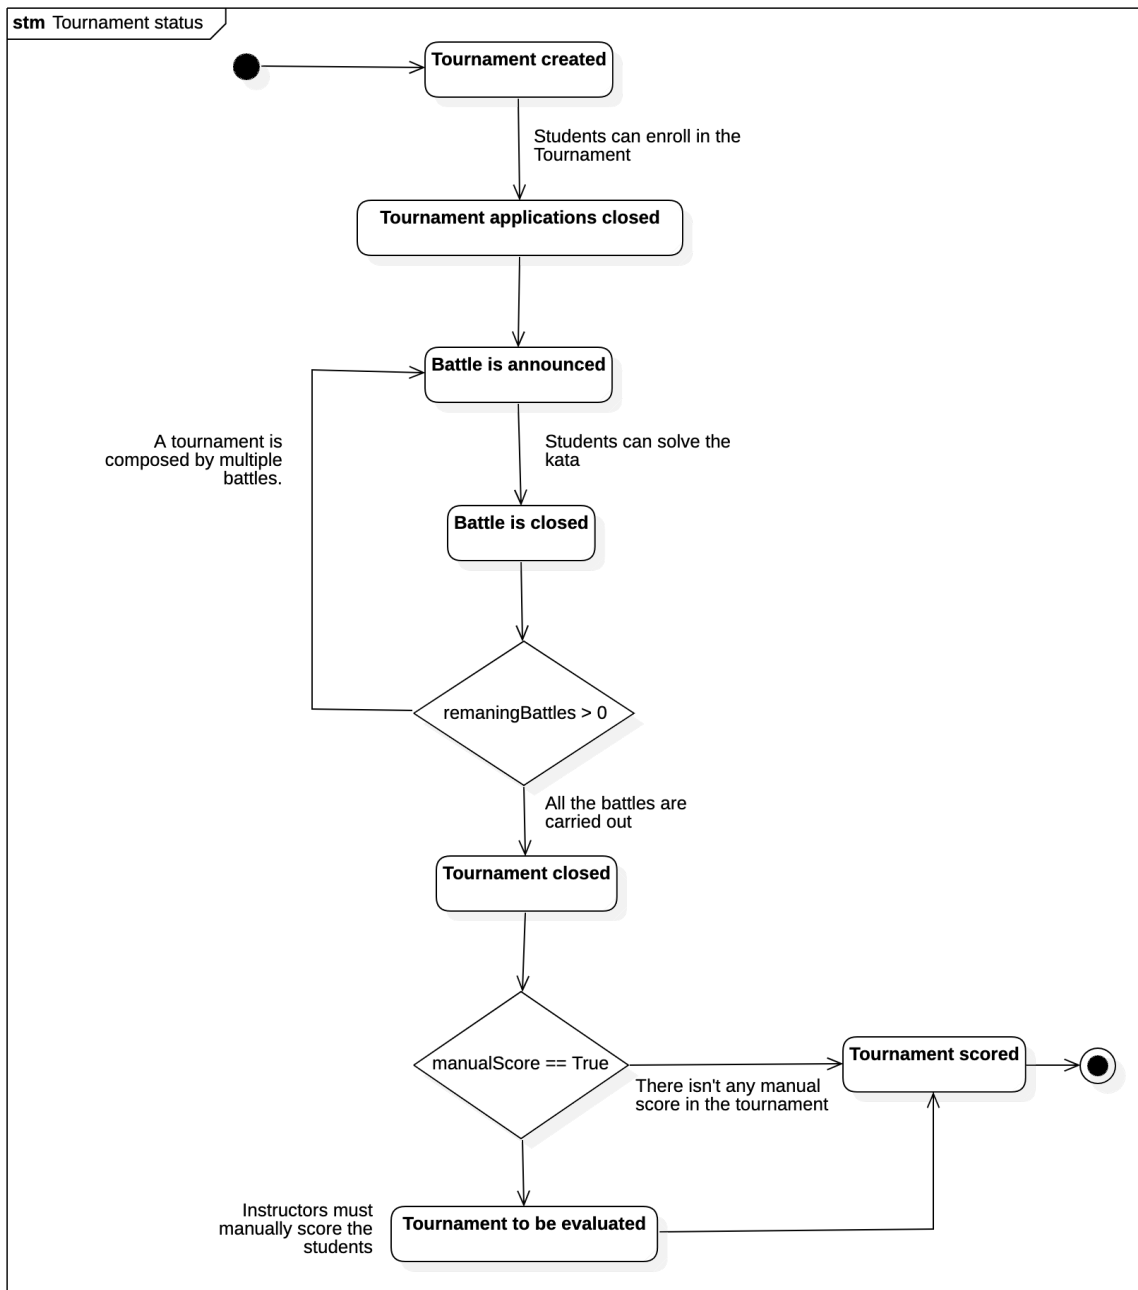 stm Tournament status
Tournament created
Students can enroll in the
Tournament
Tournament applications closed
Battle is announced
A tournament is
composed by multiple
battles.
Students can solve the
kata
Battle is closed
remaningBattles > 0
All the battles are
carried out
Tournament closed
manualScore == True
Tournament scored
There isn't any manual
score in the tournament
Instructors must
manually score the
students
Tournament to be evaluated